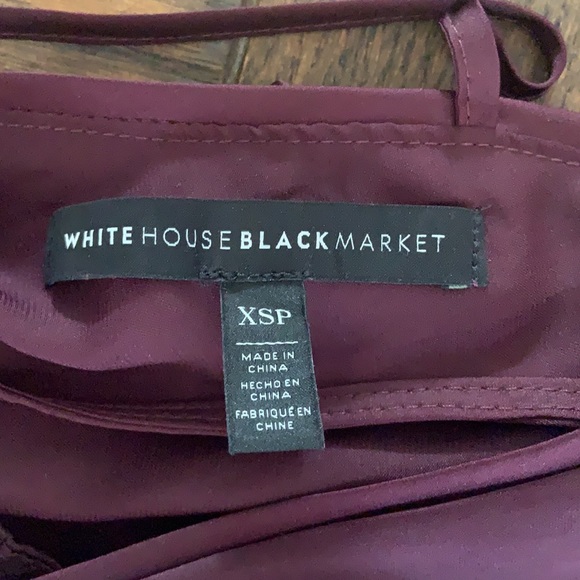 WHITE HOUSE BLACK MARKET
XSP
MADE IN
CHINA
HECHO EN
CHINA
FABRIQUÉ EN
CHINE